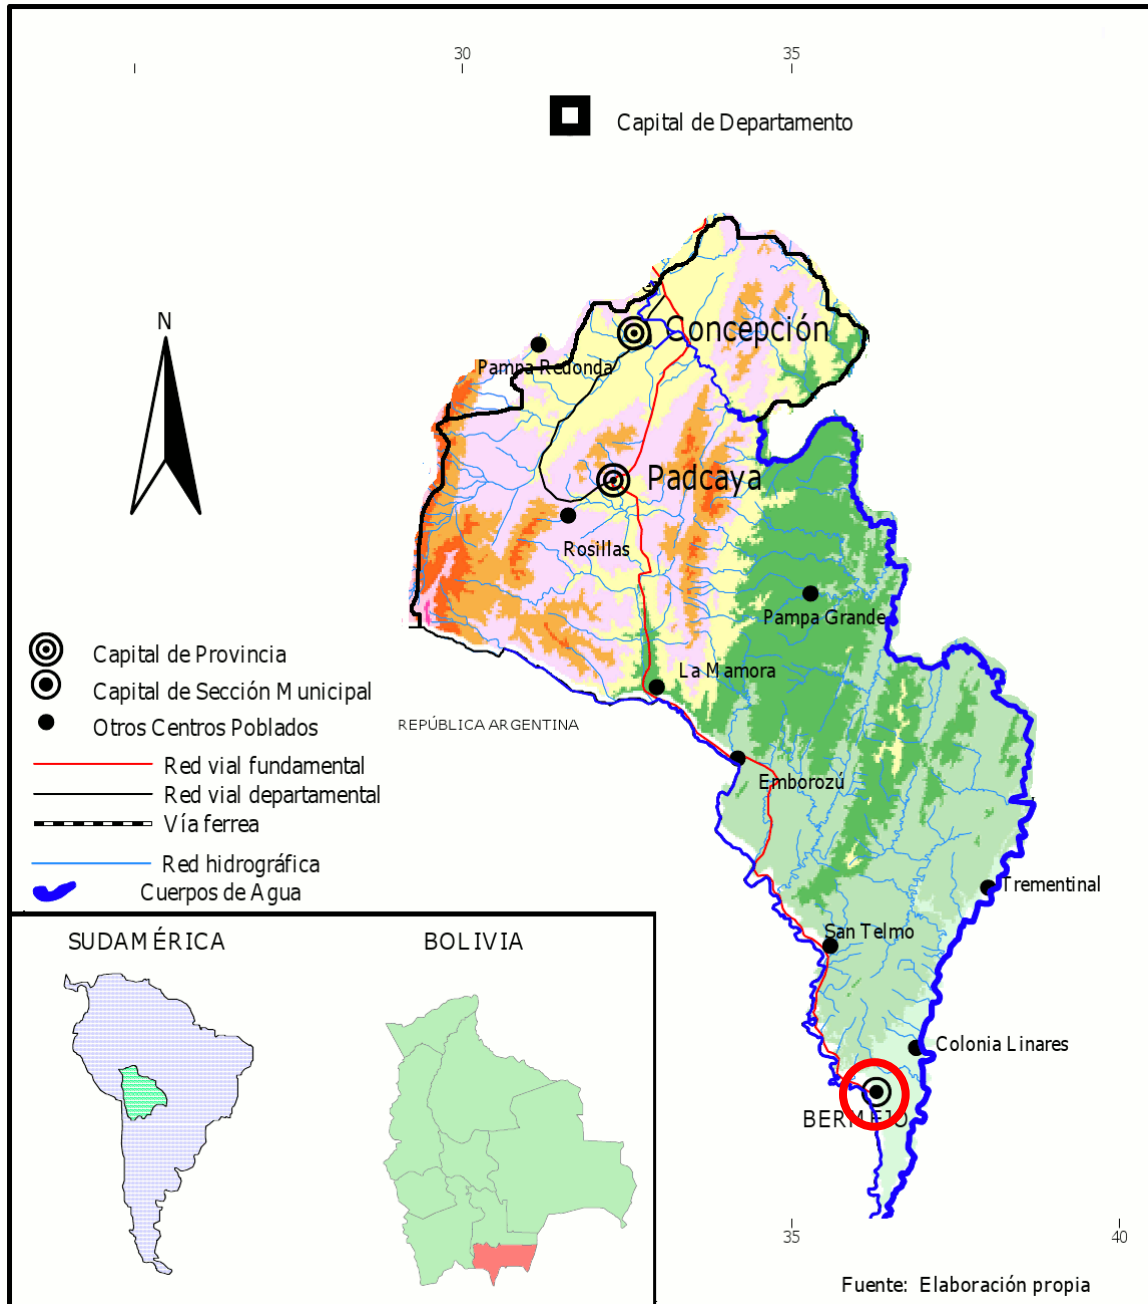 30
35
Capital de Departamento
N
Concepción
Pampa Redonda
Padcaya
Rosillas
Pampa Grande
La Mamora
Capital de Provincia
Capital de Sección Municipal
Otros Centros Poblados
REPÚBLICA ARGENTINA
Red vial fundamental
Red vial departamental
Vía ferrea
Red hidrográfica
Cuerpos de Agua
Emborozú
Trementinal
San Telmo
Colonia Linares
BERMEJO
SUDAMÉRICA
BOLIVIA
35
40
Fuente: Elaboración propia